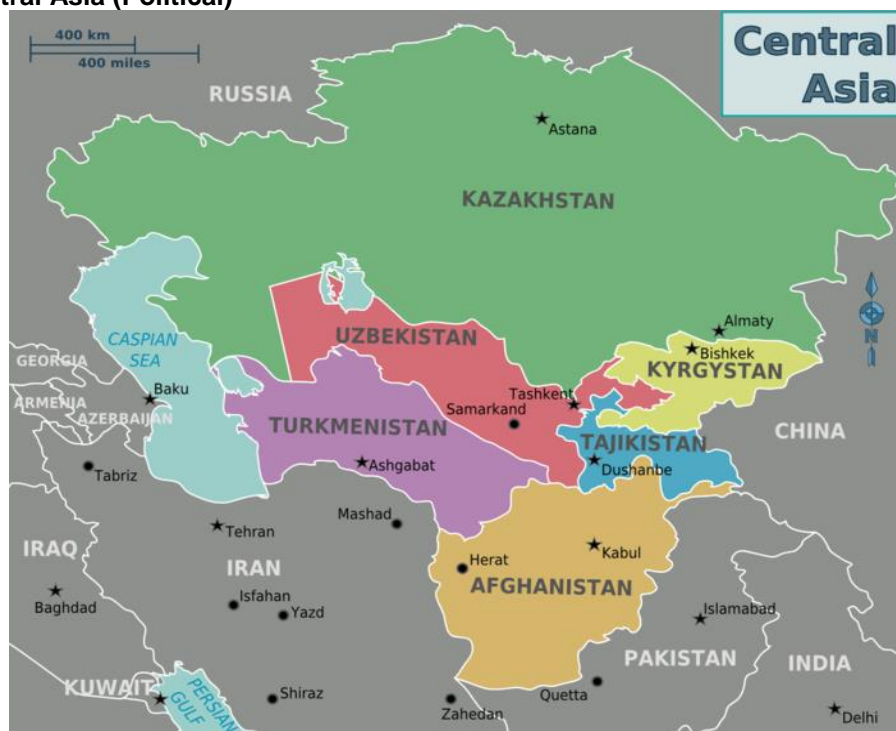 tral Asia (Political)
400 km
400 miles
Central
Asia
RUSSIA
Astana
KAZAKHSTAN
CASPIAN
SEA
UZBEKISTAN
Almaty
Bishkek
N
GEORGIA
KYRGYSTAN
ARMENIA
Baku
AZERBAIJAN
Tashkent
Samarkand
TURKMENISTAN
TAJIKISTAN
CHINA
Tabriz
Ashgabat
Dushanbe
Mashad
Tehran
IRAQ
Herat
Kabul
IRAN
AFGHANISTAN
Baghdad
Isfahan
Yazd
Islamabad
PAKISTAN
INDIA
KUWAIT
PERSIAN
GULF
Shiraz
Zahedan
Quetta
Delhi